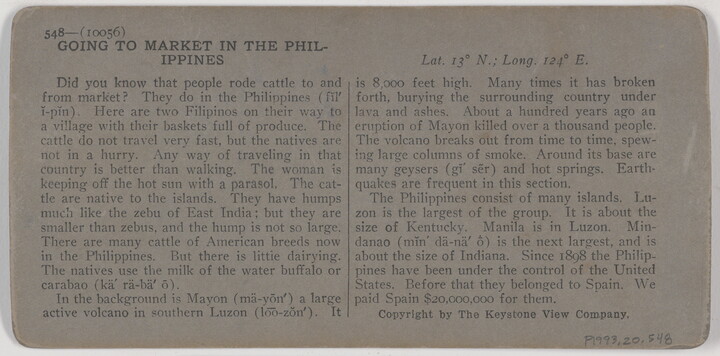 548—(10056)
GOING TO MARKET IN THE PHIL-
IPPINES
Did you know that people rode cattle to and
from market? They do in the Philippines (fĭl′
ĭ-pĭn). Here are two Filipinos on their way to
a village with their baskets full of produce. The
cattle do not travel very fast, but the natives are
not in a hurry. Any way of traveling in that
country is better than walking. The woman is
keeping off the hot sun with a parasol. The cat-
tle are native to the islands. They have humps
much like the zebu of East India; but they are
smaller than zebus, and the hump is not so large.
There are many cattle of American breeds now
in the Philippines. But there is little dairying.
The natives use the milk of the water buffalo or
carabao (kä′ rä-bä′ ō).
In the background is Mayon (mä-yōn′) a large
active volcano in southern Luzon (lōō-zŏn′). It
Lat. 13° N.; Long. 124° E.
is 8,000 feet high. Many times it has broken
forth, burying the surrounding country under
lava and ashes. About a hundred years ago an
eruption of Mayon killed over a thousand people.
The volcano breaks out from time to time, spew-
ing large columns of smoke. Around its base are
many geysers (gī′ sẽr) and hot springs. Earth-
quakes are frequent in this section.
The Philippines consist of many islands. Lu-
zon is the largest of the group. It is about the
size of Kentucky. Manila is in Luzon. Min-
danao (mĭn′ dä-nä′ ô) is the next largest, and is
about the size of Indiana. Since 1898 the Philip-
pines have been under the control of the United
States. Before that they belonged to Spain. We
paid Spain $20,000,000 for them.
Copyright by The Keystone View Company.
P1993.20.548